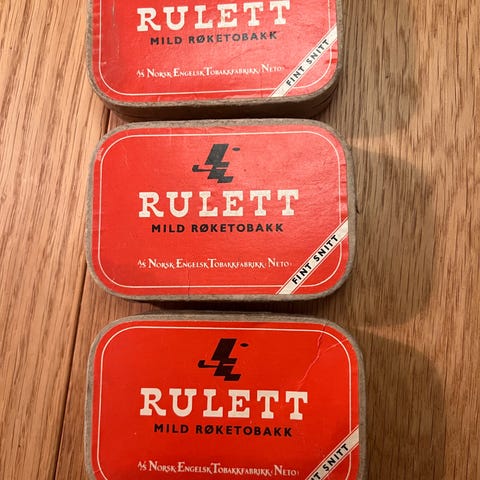 RULETT
MILD RØKETOBAKK
A/S NORSK ENGELSK TOBAKKFABRIKK (NETO)
FINT SNITT
RULETT
MILD RØKETOBAKK
A/S NORSK ENGELSK TOBAKKFABRIKK (NETO)
FINT SNITT
RULETT
MILD RØKETOBAKK
A/S NORSK ENGELSK TOBAKKFABRIKK (NETO)
NT SNITT